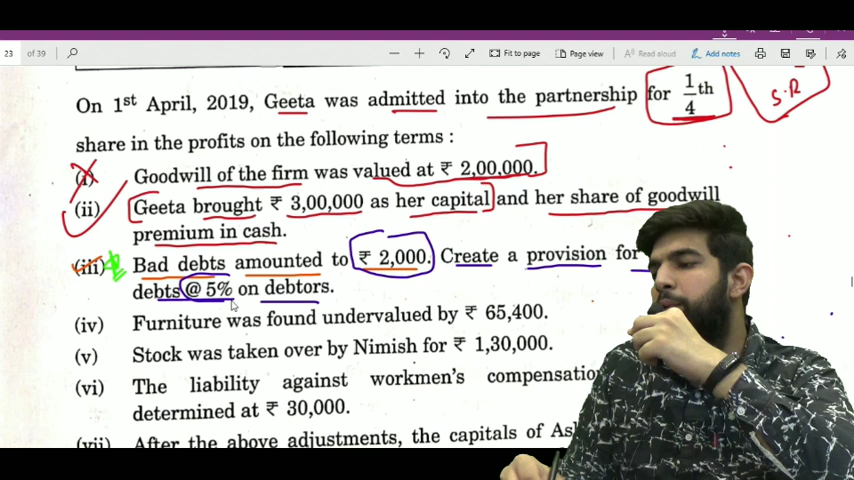 23 of 39 Fit to page Page view Read aloud Add notes
On 1st April, 2019, Geeta was admitted into the partnership for 1/4 th
S.R
share in the profits on the following terms :
(i) Goodwill of the firm was valued at ₹ 2,00,000.
(ii) Geeta brought ₹ 3,00,000 as her capital and her share of goodwill
premium in cash.
(iii) Bad debts amounted to ₹ 2,000. Create a provision for
debts @ 5% on debtors.
(iv) Furniture was found undervalued by ₹ 65,400.
(v) Stock was taken over by Nimish for ₹ 1,30,000.
(vi) The liability against workmen's
determined at ₹ 30,000.
(vii) After the above adjustments, the capitals of